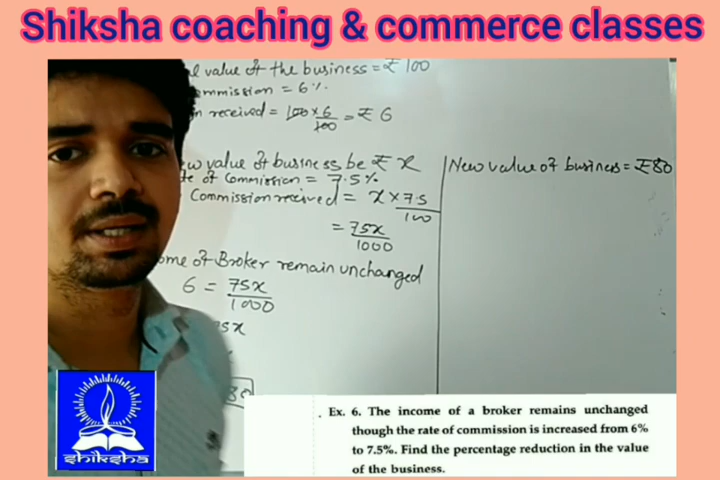 Shiksha coaching & commerce classes
value of the business = ₹ 100
mmission = 6%
n received = 100 x 6 / 100 = ₹ 6
w value of business be ₹ x
te of commission = 7.5%
Commission received = x x 7.5 / 100
= 75x / 1000
ome of Broker remain unchanged
6 = 75x / 1000
5x
80
New value of business = ₹ 80
Ex. 6. The income of a broker remains unchanged
though the rate of commission is increased from 6%
to 7.5%. Find the percentage reduction in the value
of the business.
shiksha